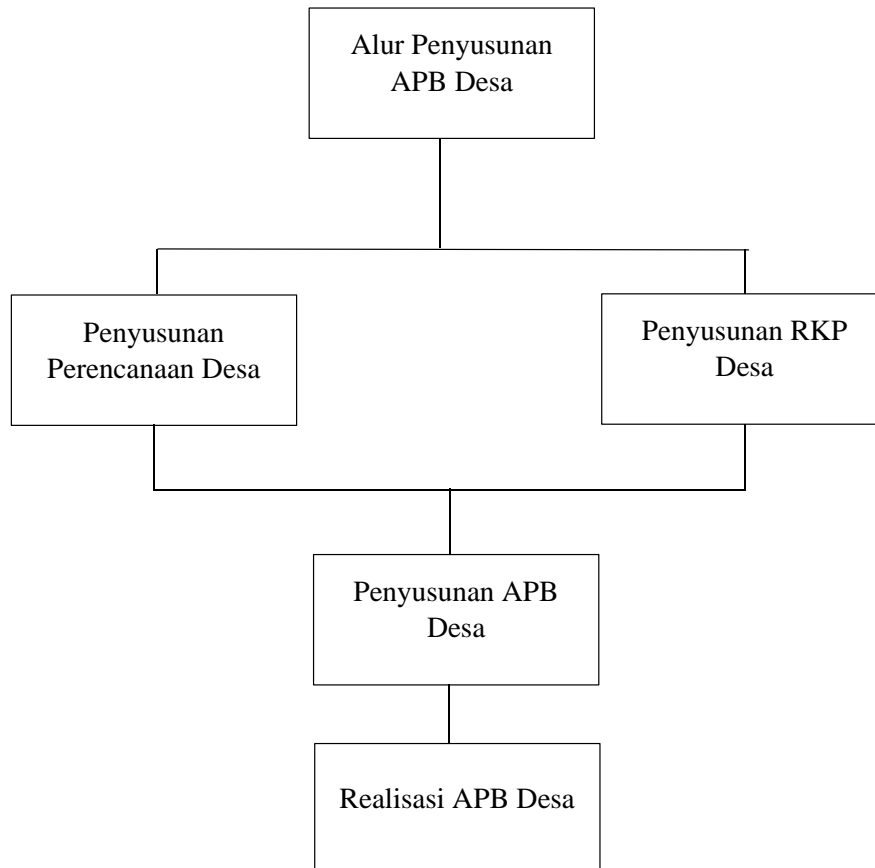 Alur Penyusunan
APB Desa
Penyusunan
Perencanaan Desa
Penyusunan RKP
Desa
Penyusunan APB
Desa
Realisasi APB Desa